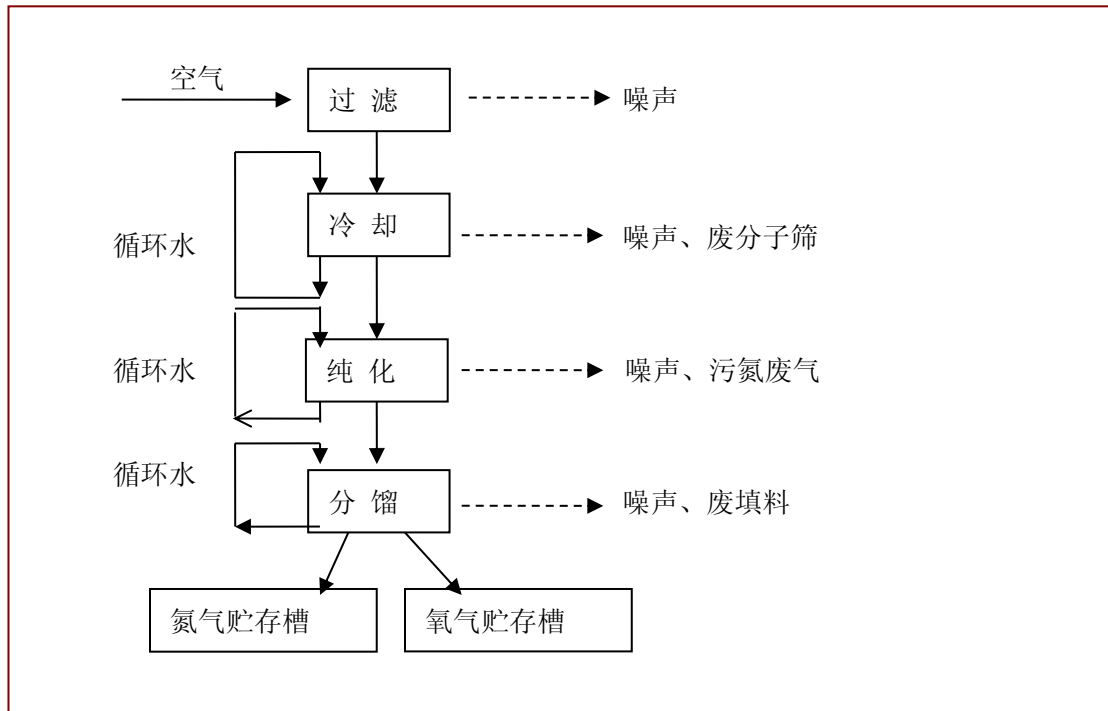 空气
过 滤
噪声
冷 却
循环水
噪声、废分子筛
循环水
纯 化
噪声、污氮废气
循环水
分 馏
噪声、废填料
氮气贮存槽
氧气贮存槽